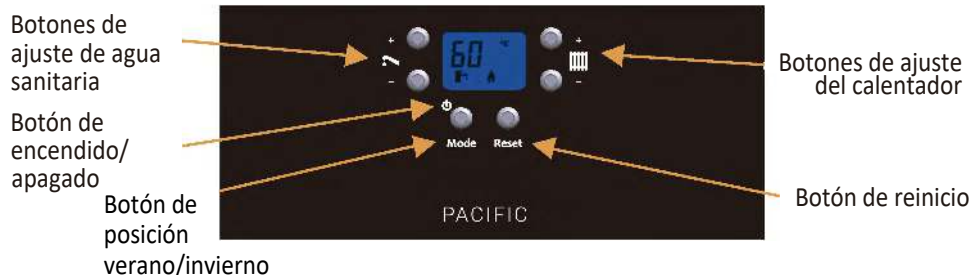 Botones de
ajuste de agua
sanitaria
Botón de
encendido/
apagado
Botón de
posición
verano/invierno
+
-
60 °C
+
-
Mode
Reset
PACIFIC
Botones de ajuste
del calentador
Botón de reinicio